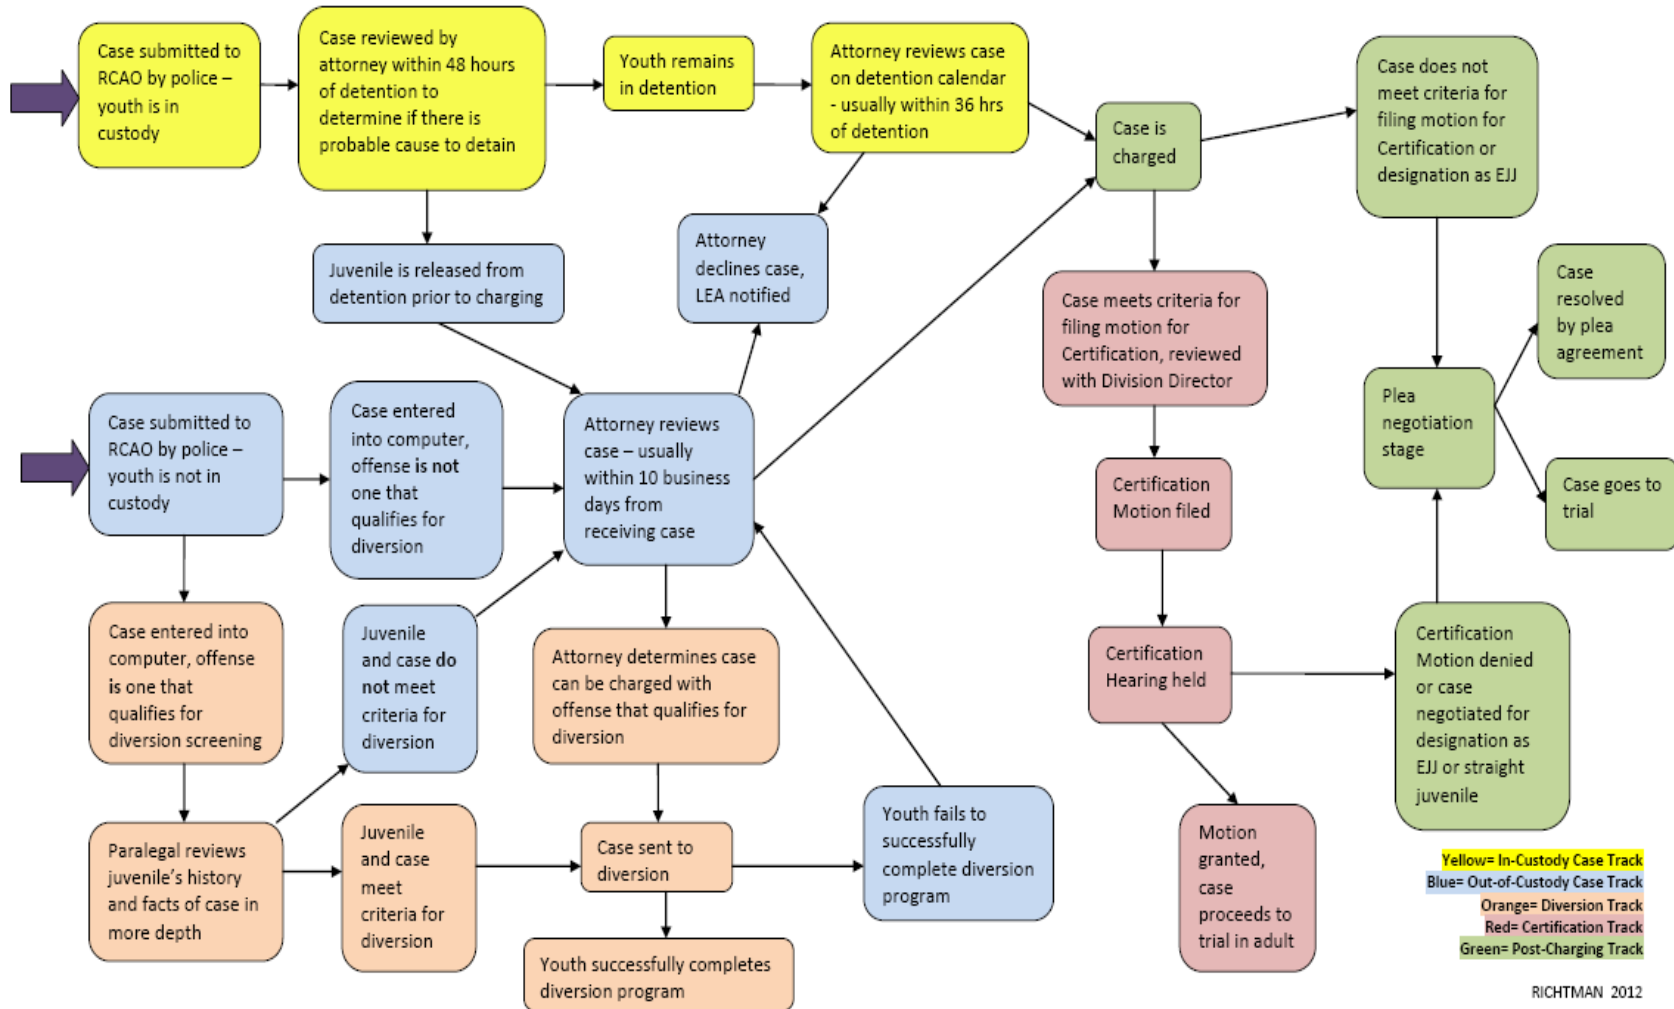 Case submitted to
RCAO by police –
youth is in
custody
Case reviewed by
attorney within 48 hours
of detention to
determine if there is
probable cause to detain
Youth remains
in detention
Attorney reviews case
on detention calendar
- usually within 36 hrs
of detention
Case is
charged
Case does not
meet criteria for
filing motion for
Certification or
designation as EJJ
Juvenile is released from
detention prior to charging
Attorney
declines case,
LEA notified
Case meets criteria for
filing motion for
Certification, reviewed
with Division Director
Case
resolved
by plea
agreement
Case submitted to
RCAO by police –
youth is not in
custody
Case entered
into computer,
offense is not
one that
qualifies for
diversion
Attorney reviews
case – usually
within 10 business
days from
receiving case
Certification
Motion filed
Plea
negotiation
stage
Case goes to
trial
Case entered into
computer, offense
is one that
qualifies for
diversion screening
Juvenile
and case do
not meet
criteria for
diversion
Attorney determines case
can be charged with
offense that qualifies for
diversion
Certification
Hearing held
Certification
Motion denied
or case
negotiated for
designation as
EJJ or straight
juvenile
Paralegal reviews
juvenile's history
and facts of case in
more depth
Juvenile
and case
meet
criteria for
diversion
Case sent to
diversion
Youth fails to
successfully
complete diversion
program
Motion
granted,
case
proceeds to
trial in adult
Youth successfully completes
diversion program
Yellow= In-Custody Case Track
Blue= Out-of-Custody Case Track
Orange= Diversion Track
Red= Certification Track
Green= Post-Charging Track
RICHTMAN 2012